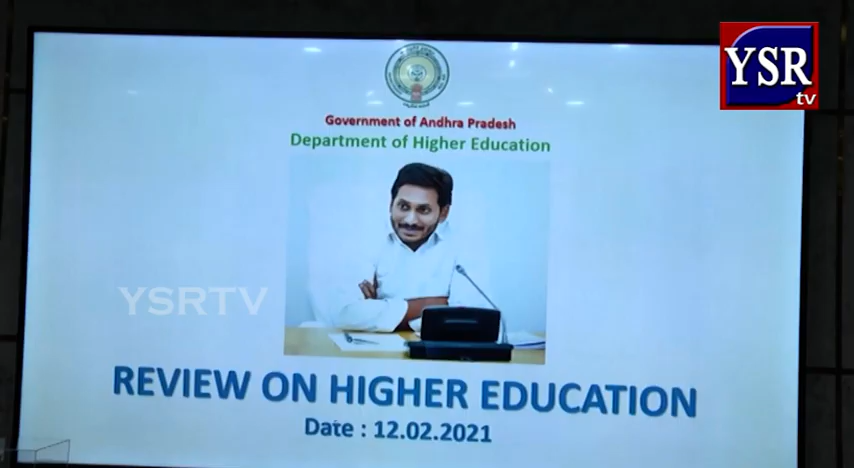 YSR
tv
Government of Andhra Pradesh
Department of Higher Education
YSRTV
REVIEW ON HIGHER EDUCATION
Date : 12.02.2021